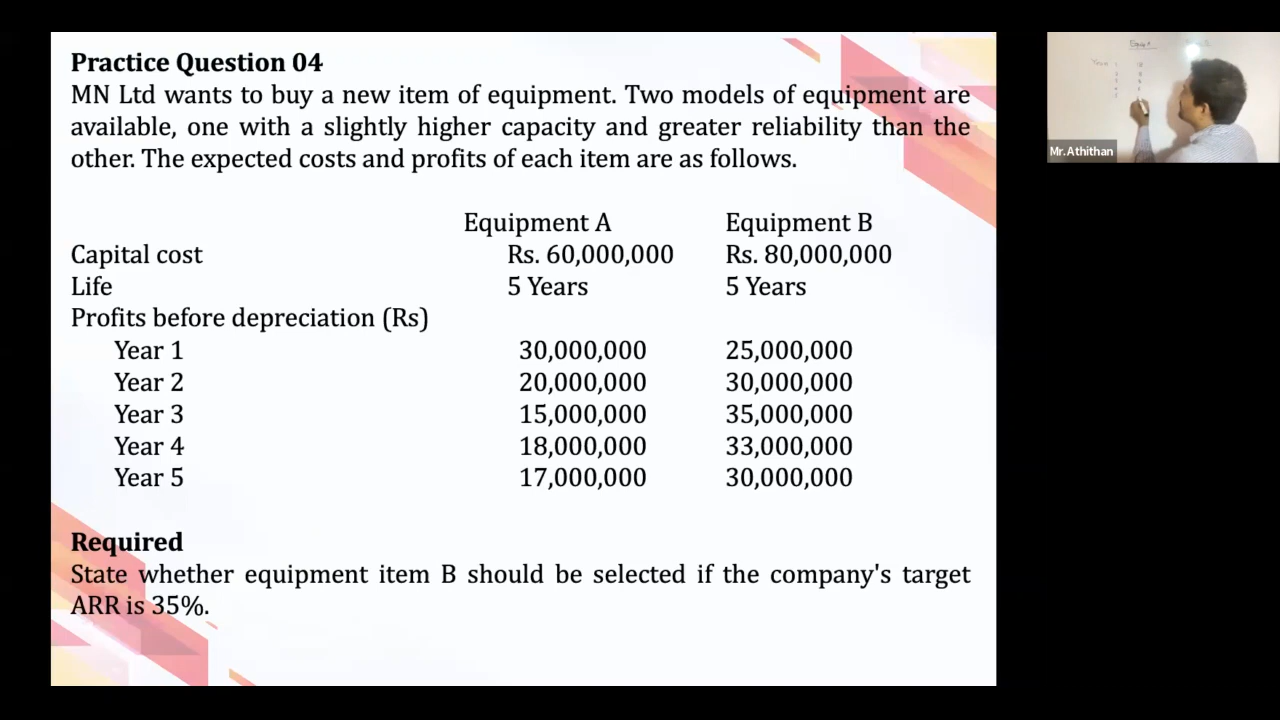 Practice Question 04
MN Ltd wants to buy a new item of equipment. Two models of equipment are
available, one with a slightly higher capacity and greater reliability than the
other. The expected costs and profits of each item are as follows.
Equipment A Equipment B
Capital cost Rs. 60,000,000 Rs. 80,000,000
Life 5 Years 5 Years
Profits before depreciation (Rs)
Year 1 30,000,000 25,000,000
Year 2 20,000,000 30,000,000
Year 3 15,000,000 35,000,000
Year 4 18,000,000 33,000,000
Year 5 17,000,000 30,000,000
Required
State whether equipment item B should be selected if the company's target
ARR is 35%.
Mr.Athithan